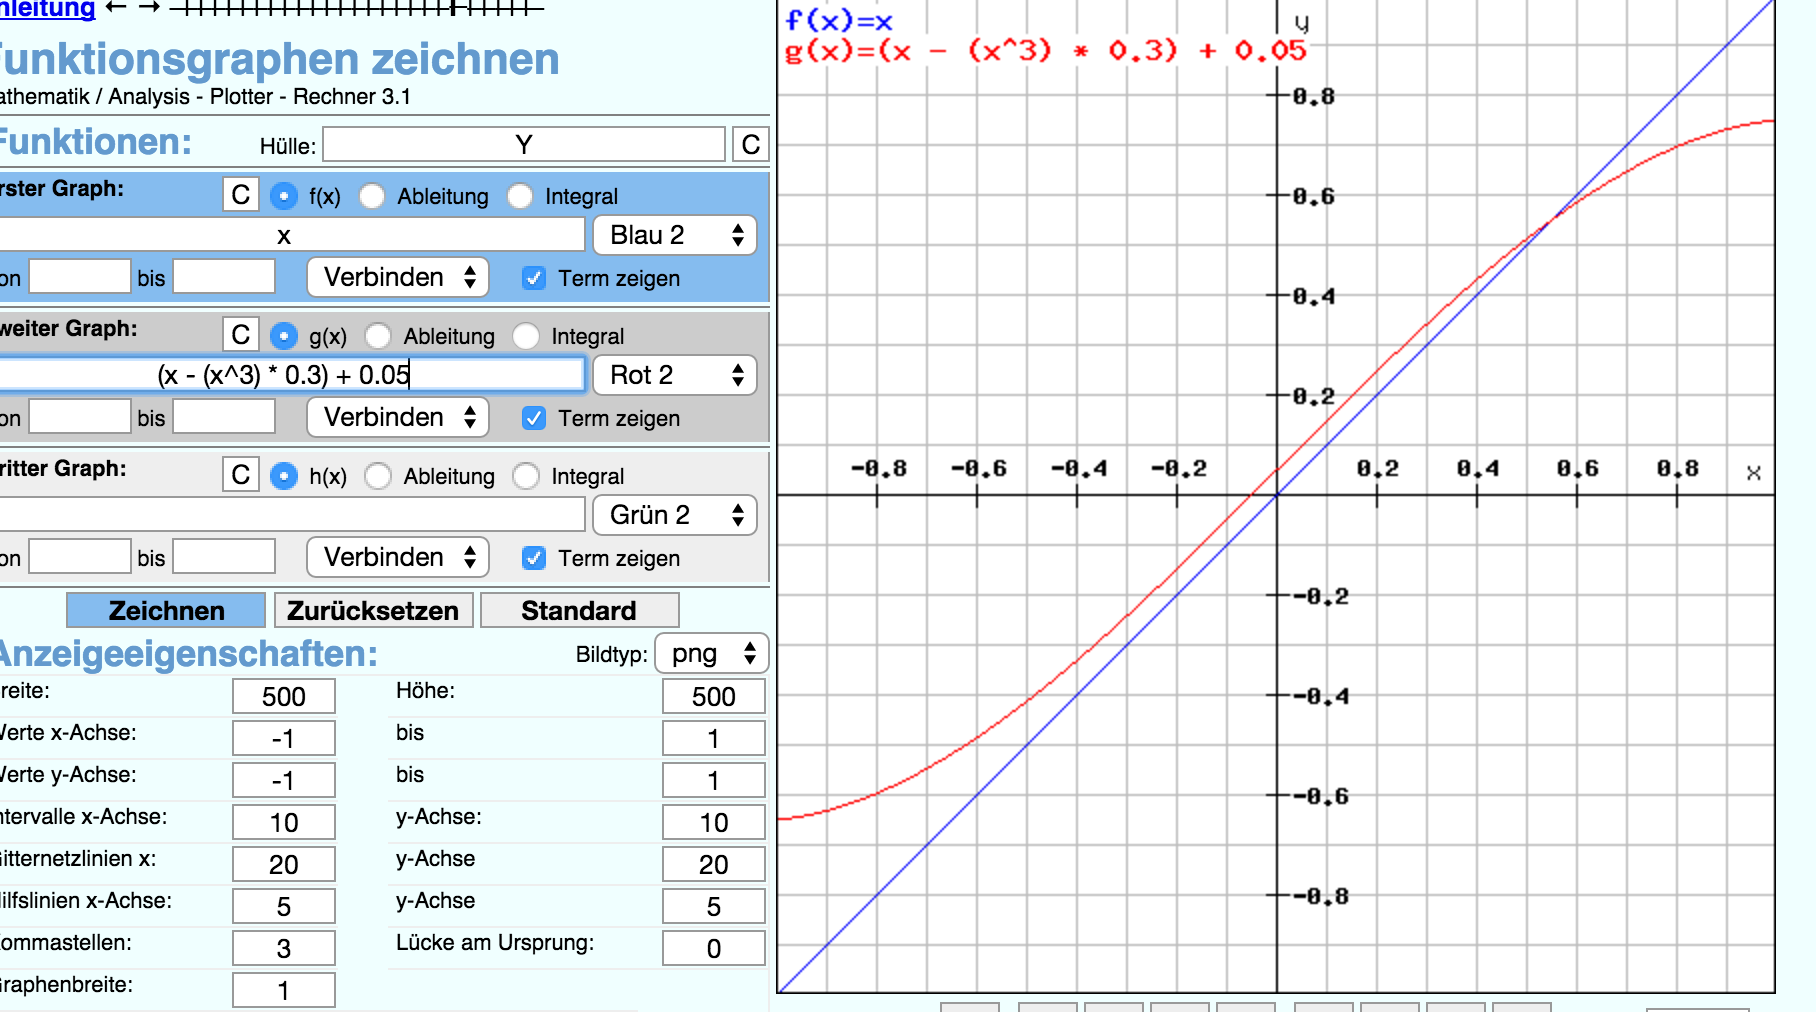 nleitung ← →
Funktionsgraphen zeichnen
athematik / Analysis - Plotter - Rechner 3.1
Funktionen: Hülle: Y C
rster Graph: C f(x) Ableitung Integral
x Blau 2
on bis Verbinden Term zeigen
weiter Graph: C g(x) Ableitung Integral
(x - (x^3) * 0.3) + 0.05 Rot 2
on bis Verbinden Term zeigen
ritter Graph: C h(x) Ableitung Integral
Grün 2
on bis Verbinden Term zeigen
Zeichnen Zurücksetzen Standard
Anzeigeeigenschaften: Bildtyp: png
reite: 500 Höhe: 500
Werte x-Achse: -1 bis 1
Werte y-Achse: -1 bis 1
ntervalle x-Achse: 10 y-Achse: 10
itternetzlinien x: 20 y-Achse 20
ilfslinien x-Achse: 5 y-Achse 5
ommastellen: 3 Lücke am Ursprung: 0
raphenbreite: 1
f(x)=x
g(x)=(x - (x^3) * 0.3) + 0.05
y
0.8
0.6
0.4
0.2
-0.8 -0.6 -0.4 -0.2 0.2 0.4 0.6 0.8 x
-0.2
-0.4
-0.6
-0.8